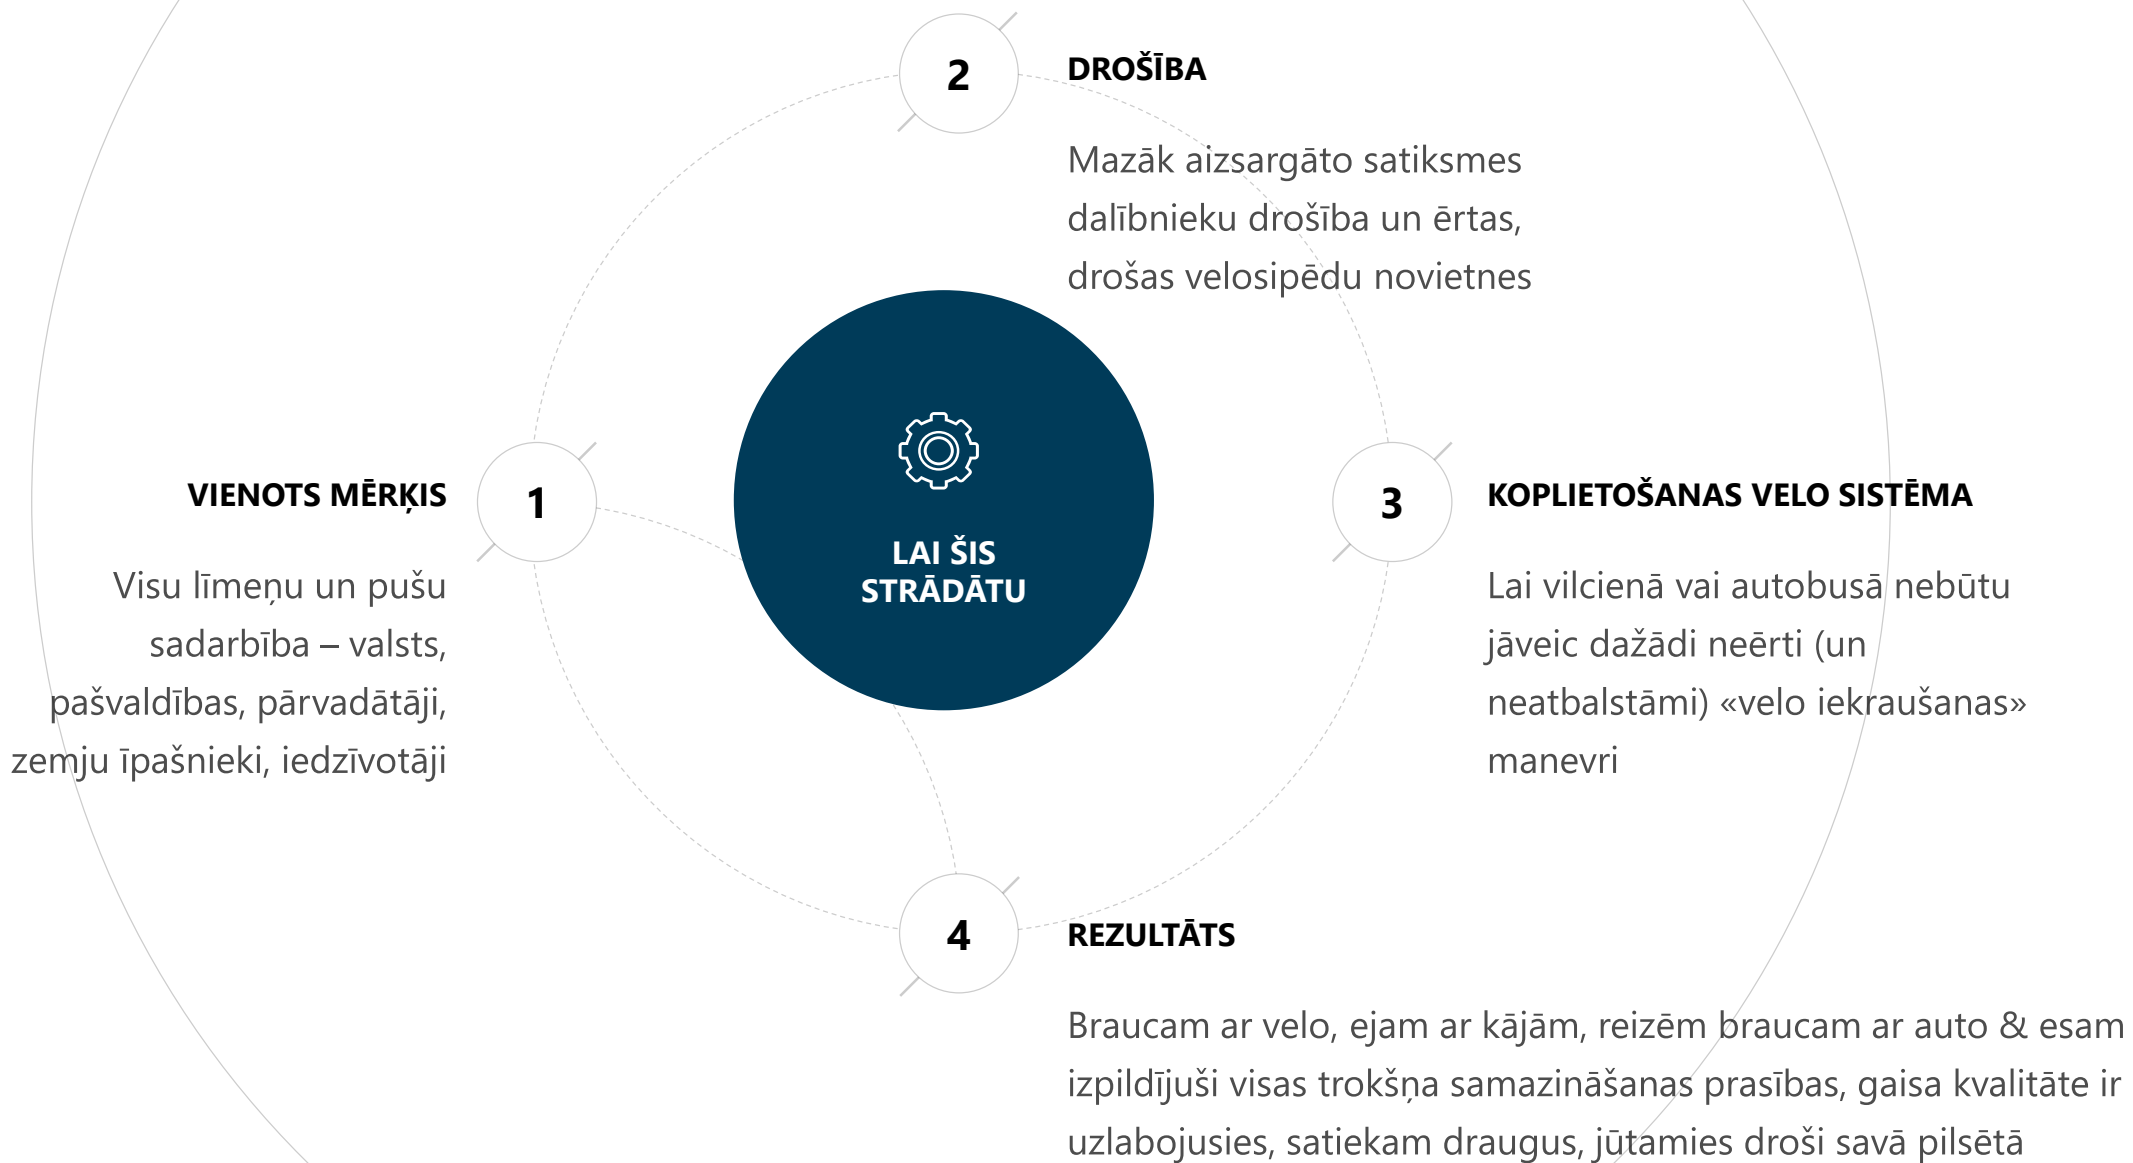 2
DROŠĪBA
Mazāk aizsargāto satiksmes
dalībnieku drošība un ērtas,
drošas velosipēdu novietnes
LAI ŠIS
STRĀDĀTU
VIENOTS MĒRĶIS
1
Visu līmeņu un pušu
sadarbība – valsts,
pašvaldības, pārvadātāji,
zemju īpašnieki, iedzīvotāji
3
KOPLIETOŠANAS VELO SISTĒMA
Lai vilcienā vai autobusā nebūtu
jāveic dažādi neērti (un
neatbalstāmi) «velo iekraušanas»
manevri
4
REZULTĀTS
Braucam ar velo, ejam ar kājām, reizēm braucam ar auto & esam
izpildījuši visas trokšņa samazināšanas prasības, gaisa kvalitāte ir
uzlabojusies, satiekam draugus, jūtamies droši savā pilsētā